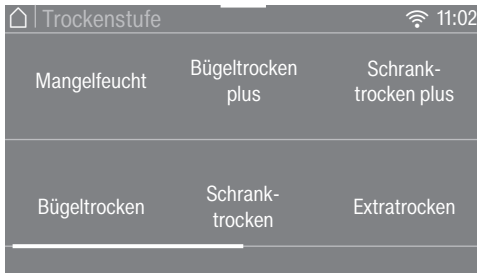 Trockenstufe 11:02
Mangelfeucht
Bügeltrocken
plus
Schrank-
trocken plus
Bügeltrocken
Schrank-
trocken
Extratrocken